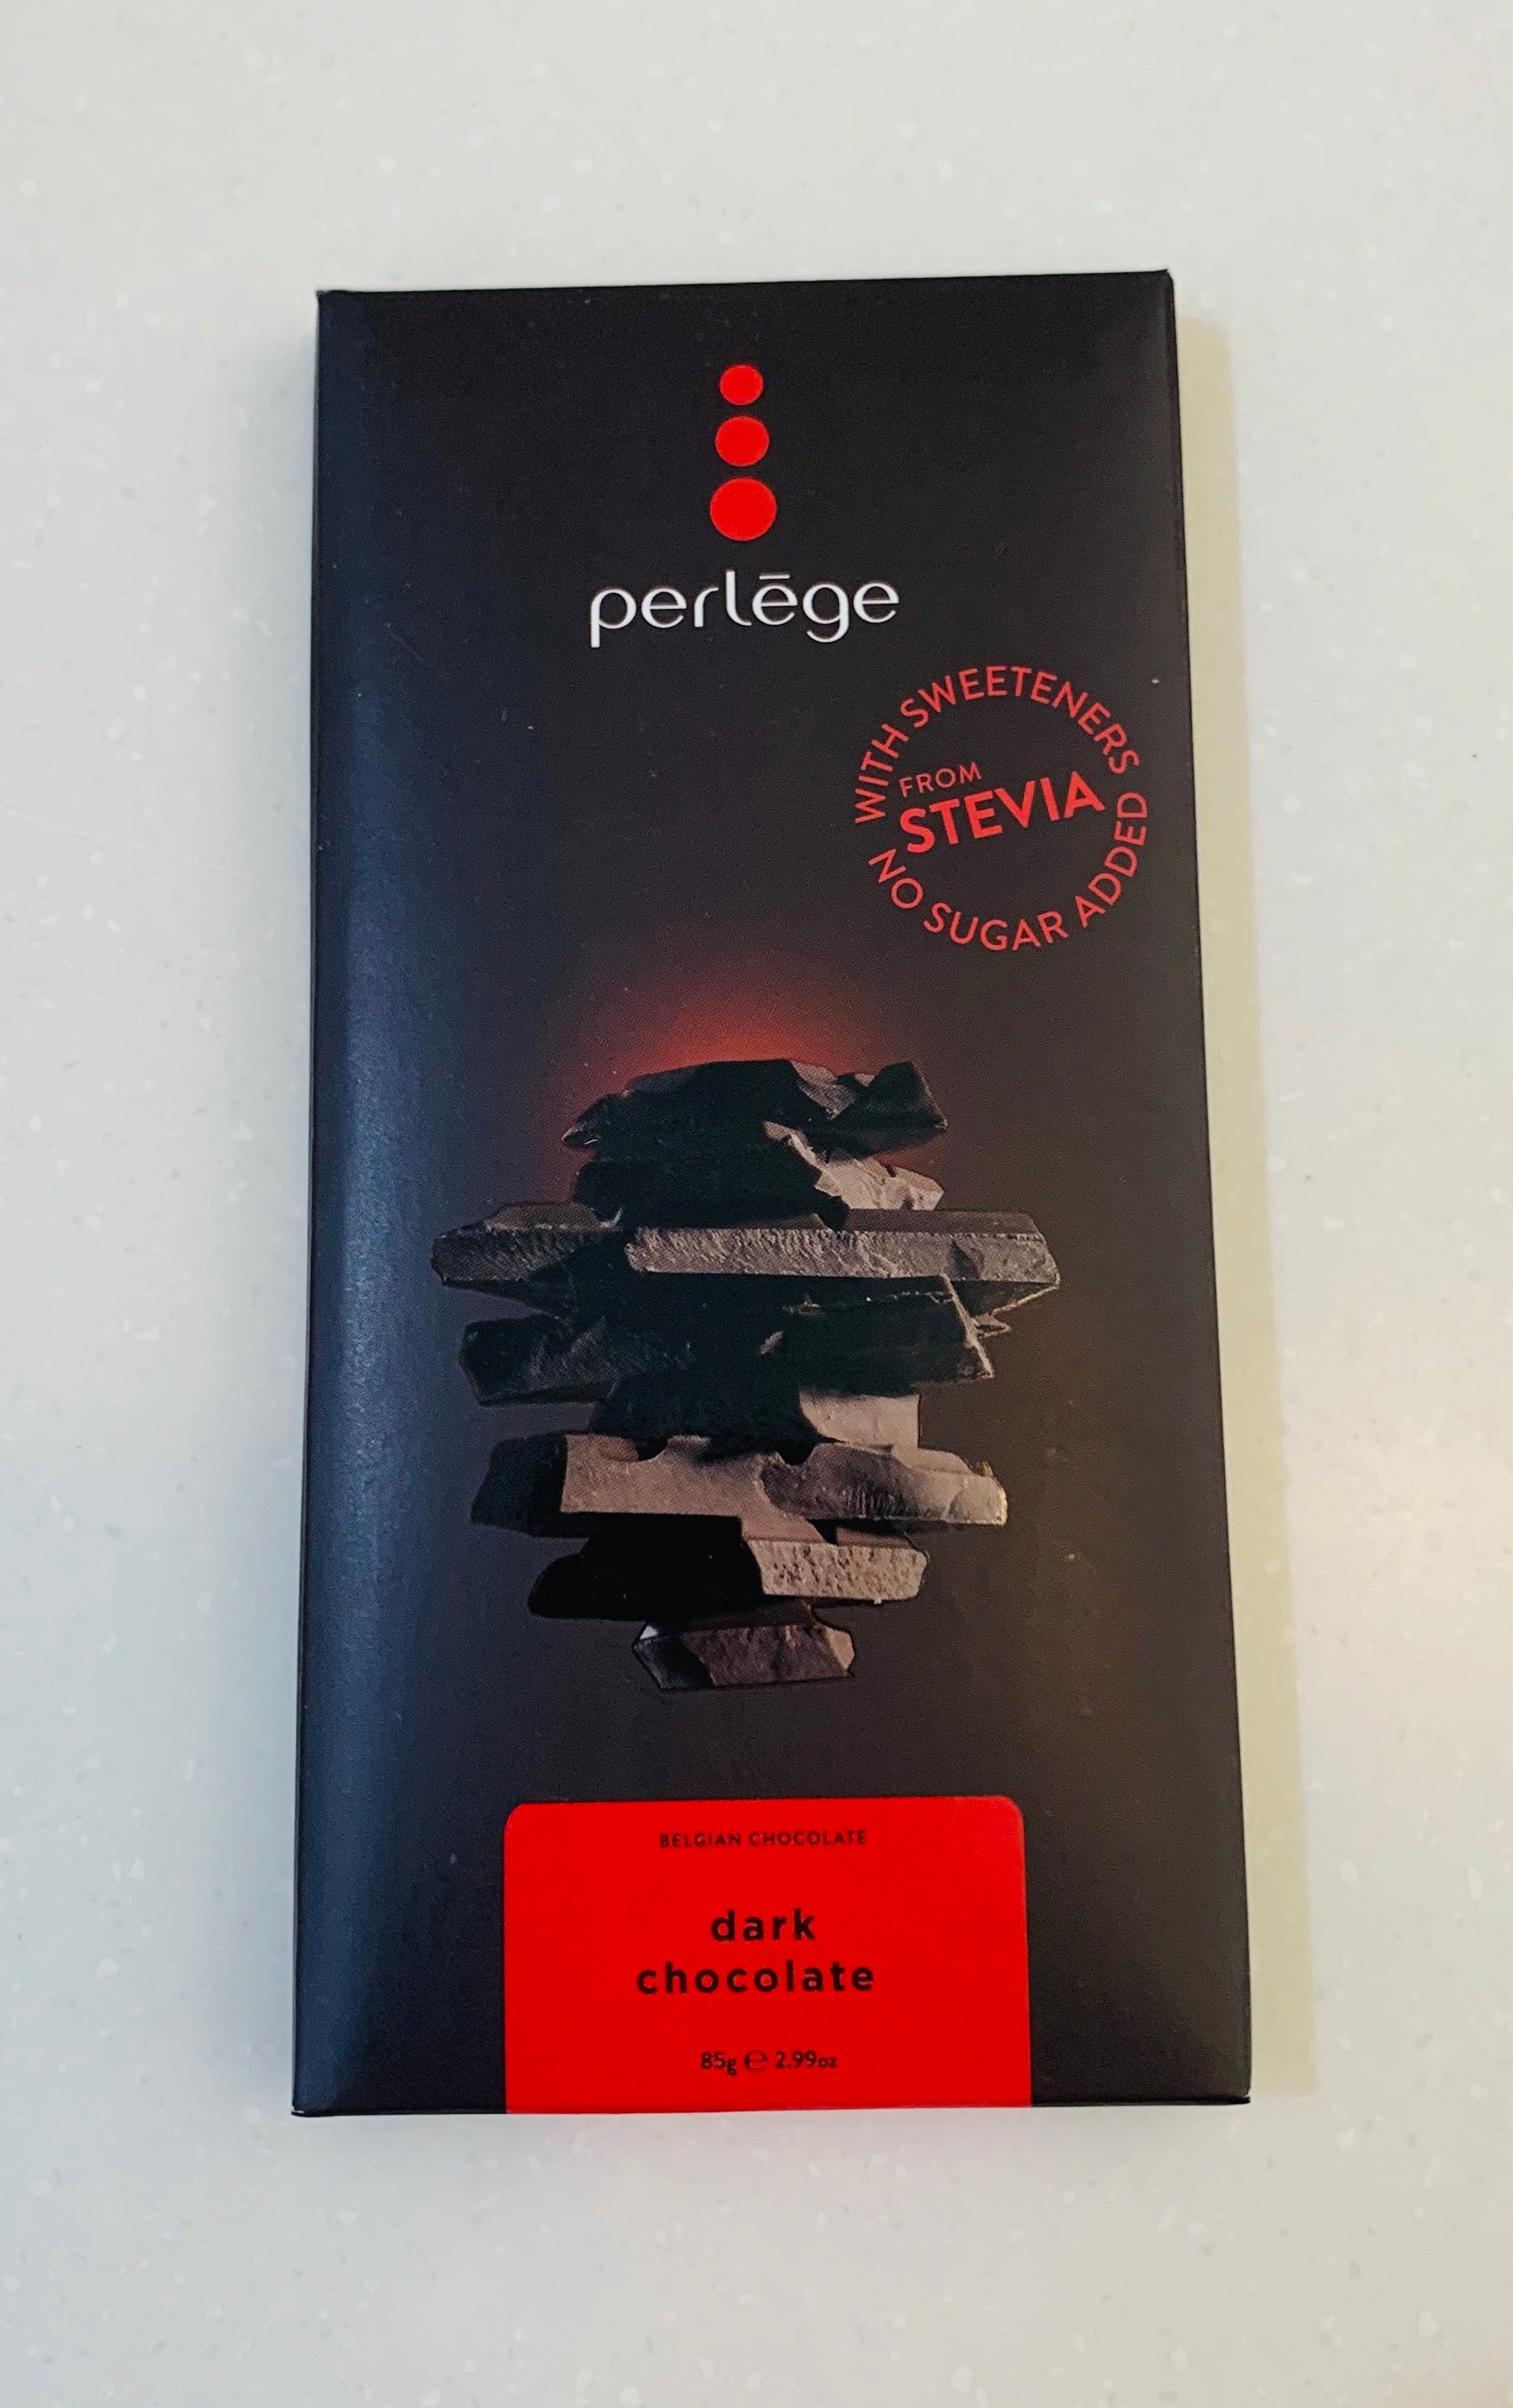 perlēge
WITH SWEETENERS
FROM
STEVIA
NO SUGAR ADDED
BELGIAN CHOCOLATE
dark
chocolate
85g ℮ 2.99oz